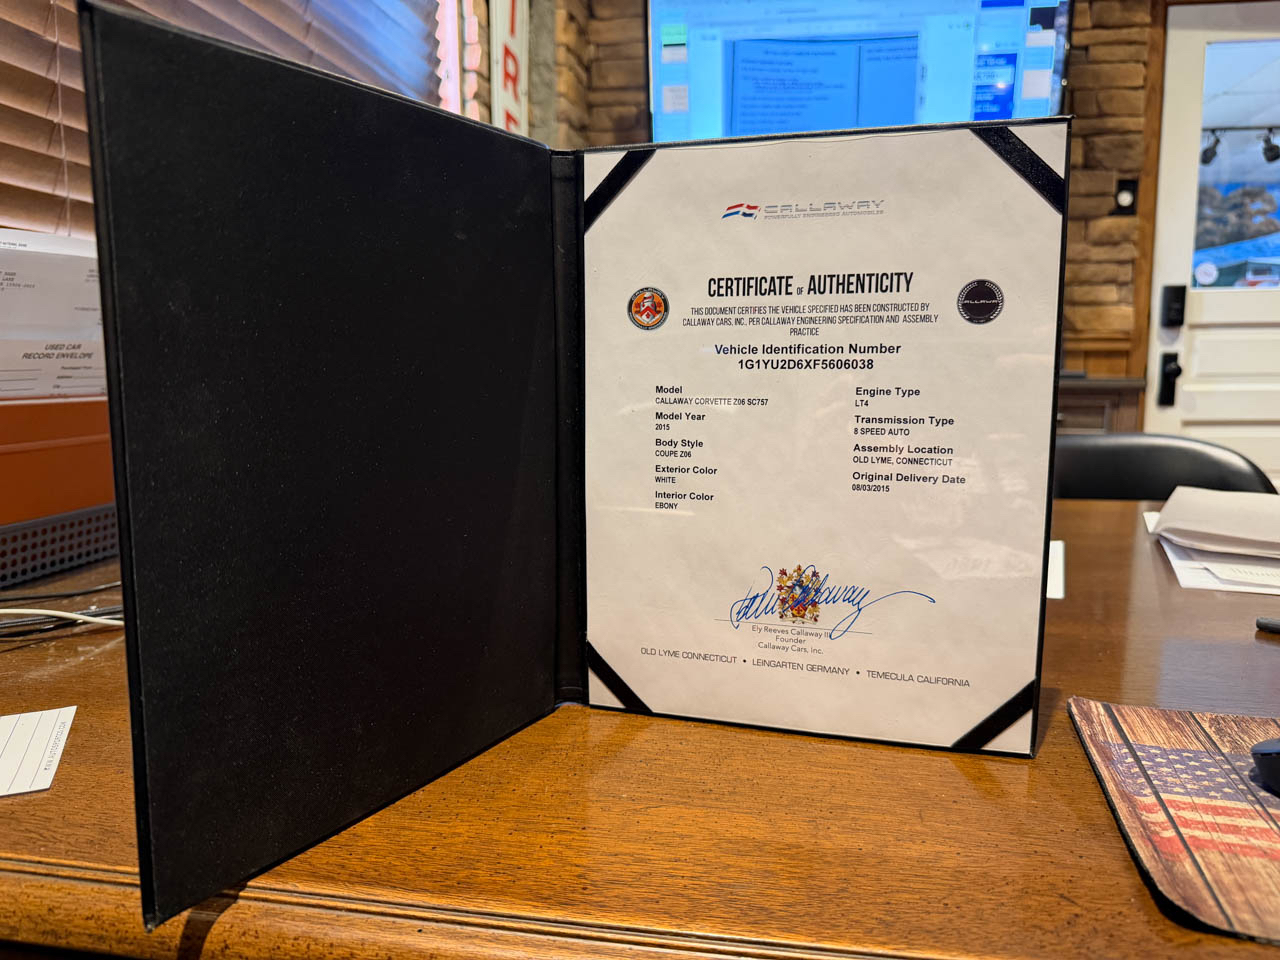 IRE
USED CAR
RECORD ENVELOPE
CALLAWAY
POWERFULLY ENGINEERED AUTOMOBILES
CERTIFICATE OF AUTHENTICITY
CALLAWAY
CALLAWAY
THIS DOCUMENT CERTIFIES THE VEHICLE SPECIFIED HAS BEEN CONSTRUCTED BY
CALLAWAY CARS, INC., PER CALLAWAY ENGINEERING SPECIFICATION AND ASSEMBLY
PRACTICE
Vehicle Identification Number
1G1YU2D6XF5606038
Model
CALLAWAY CORVETTE Z06 SC757
Model Year
2015
Body Style
COUPE Z06
Exterior Color
WHITE
Interior Color
EBONY
Engine Type
LT4
Transmission Type
8 SPEED AUTO
Assembly Location
OLD LYME, CONNECTICUT
Original Delivery Date
08/03/2015
Ely Reeves Callaway III
Founder
Callaway Cars, Inc.
OLD LYME CONNECTICUT • LEINGARTEN GERMANY • TEMECULA CALIFORNIA